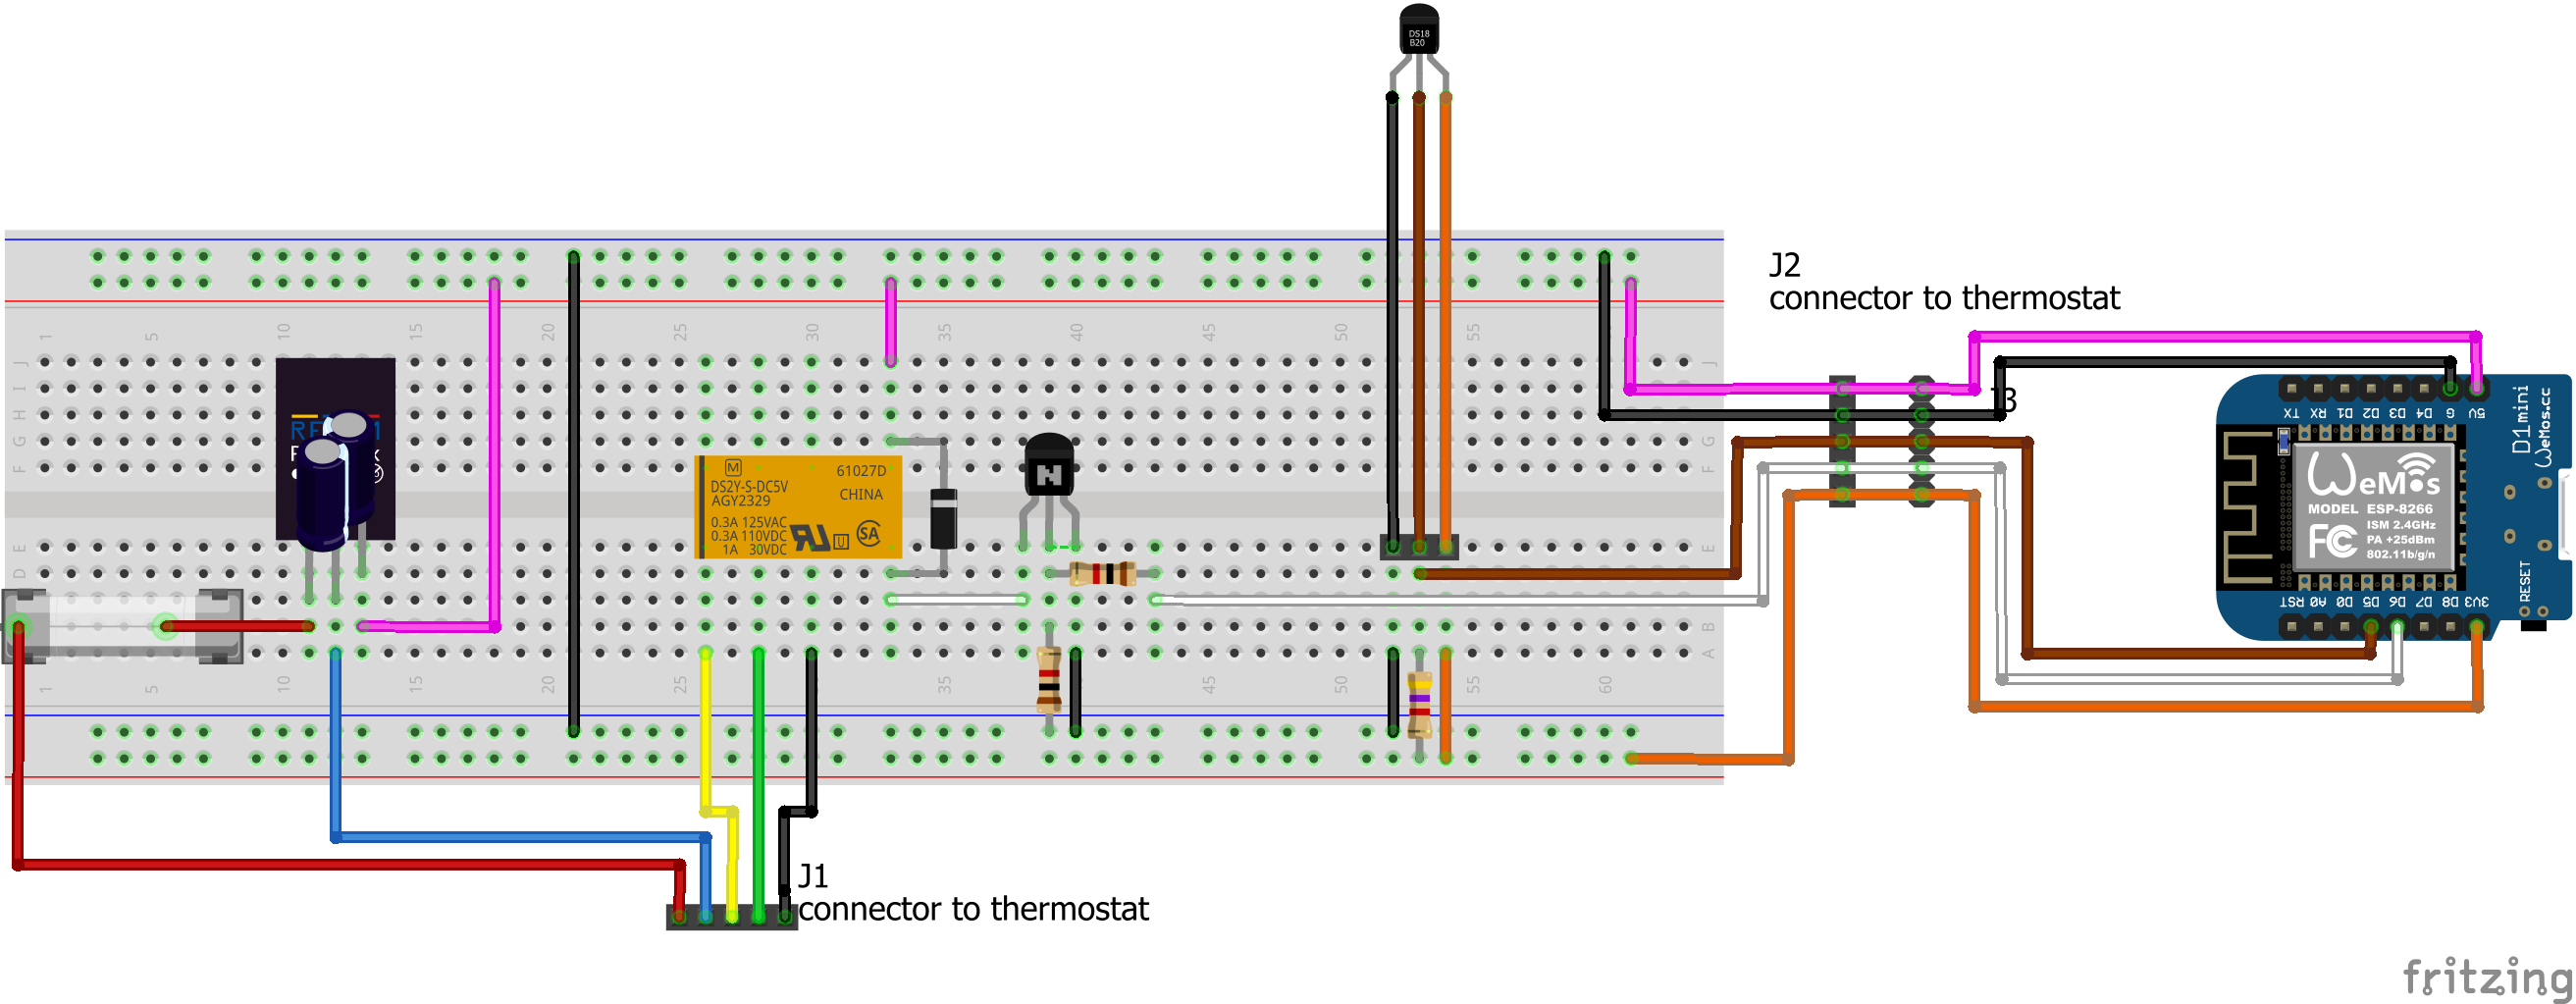 DS18
B20
J2
connector to thermostat
1 5 10 15 20 25 30 35 40 45 50 55
J
I
H
G
F
J3
TX RX D1 D2 D3 D4 G 5V
D1mini
WeMos.cc
WeMos
MODEL ESP-8266
ISM 2.4GHz
PA +25dBm
802.11b/g/n
FC
RESET
RST A0 D0 D5 D6 D7 D8 3V3
M
61027D
DS2Y-S-DC5V
AGY2329
CHINA
0.3A 125VAC
0.3A 110VDC
1A 30VDC
RU
U
SA
N
E
D
B
A
1 5 10 15 20 25 35 45 50 55 60
J1
connector to thermostat
fritzing